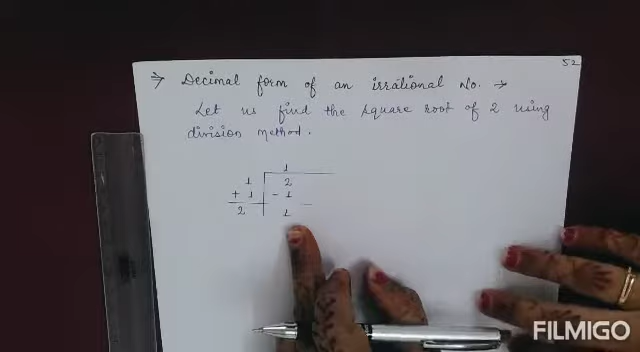 52
⇒ Decimal form of an irrational No. →
Let us find the square root of 2 using
division method.
1
1 2
+ 1 - 1
2 1
FILMIGO